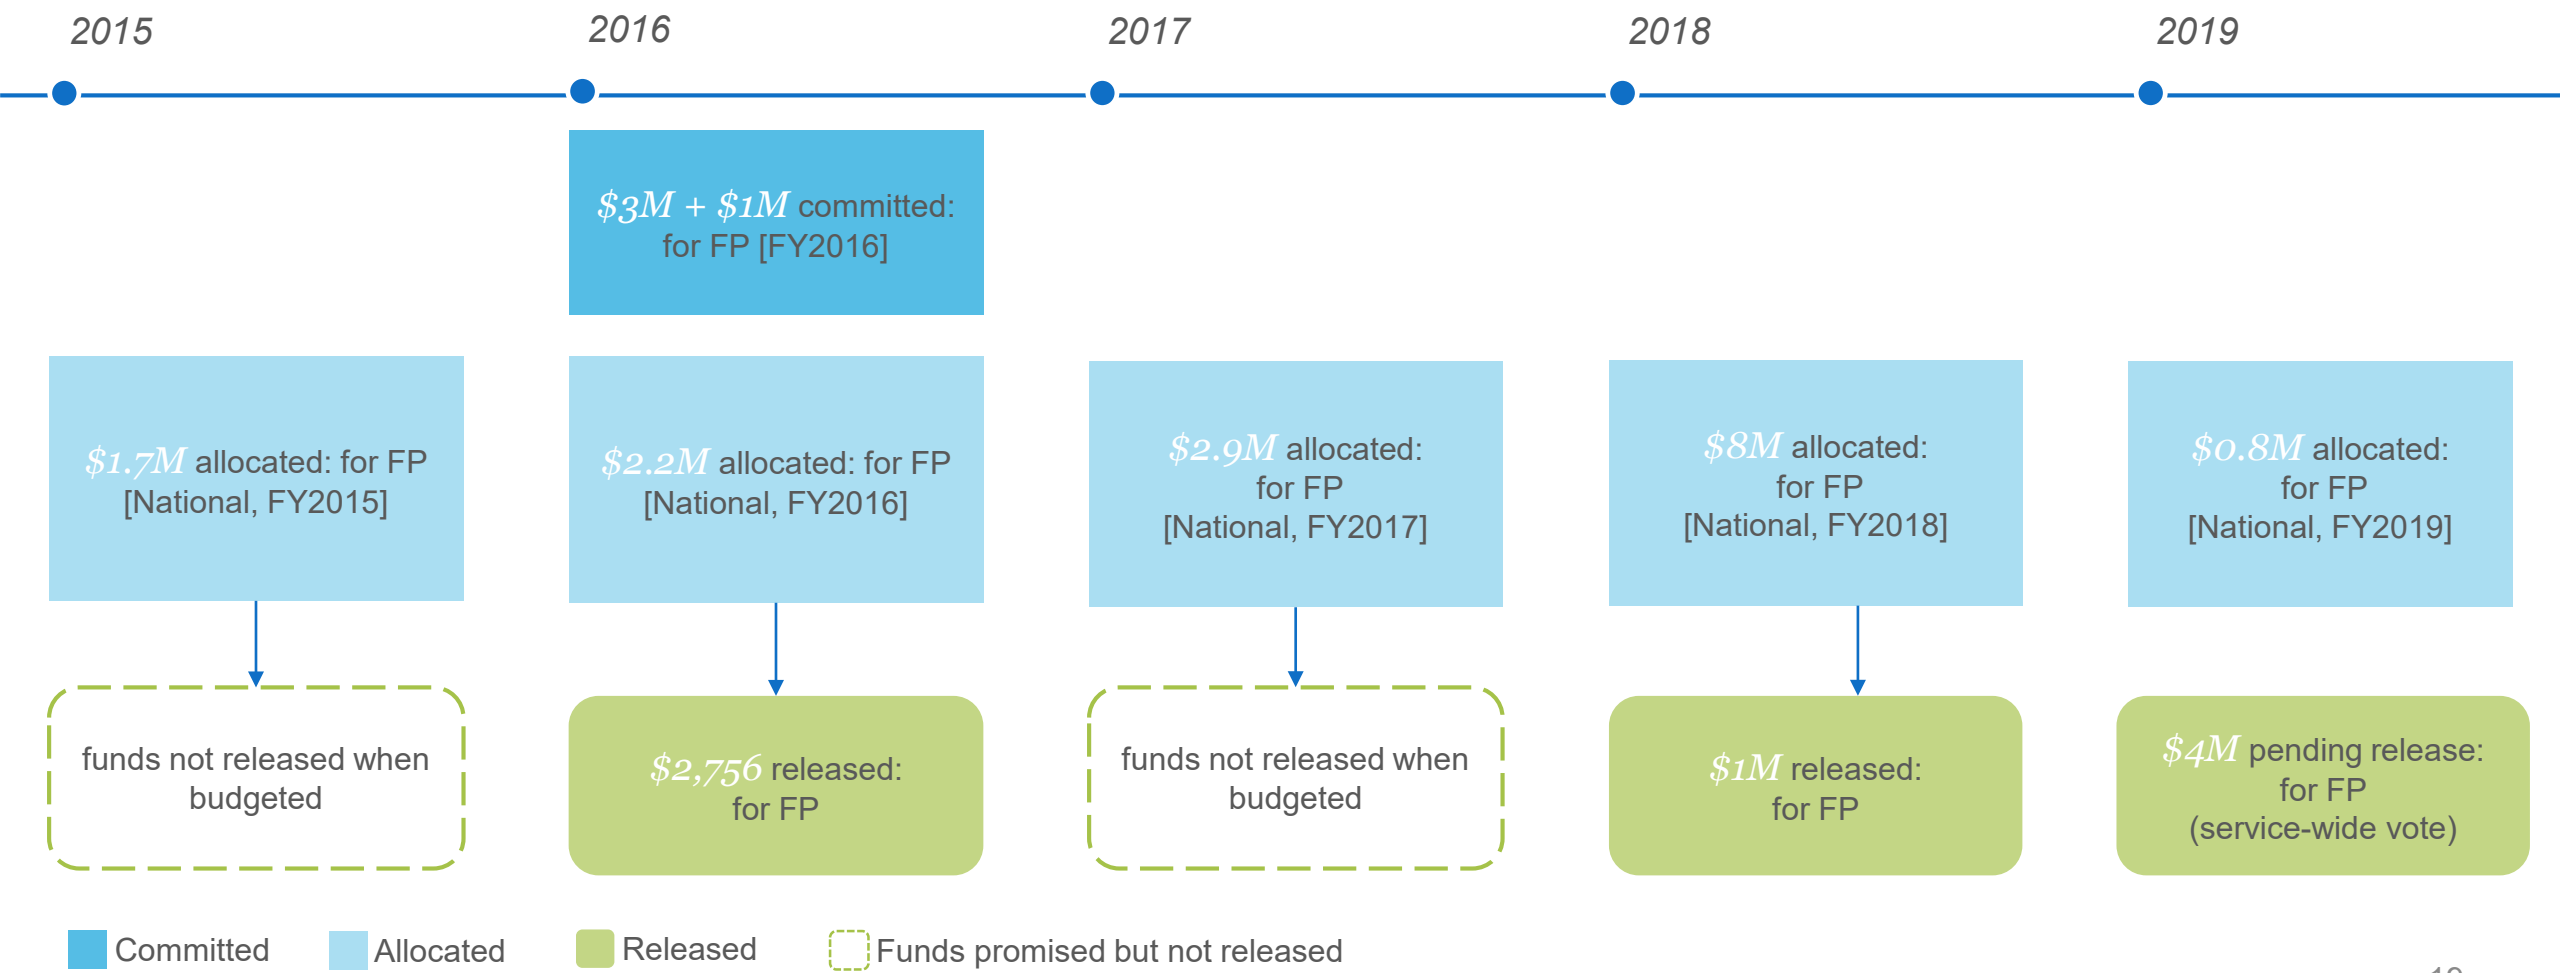 2015
2016
2017
2018
2019
$3M + $1M committed:
for FP [FY2016]
$1.7M allocated: for FP
[National, FY2015]
$2.2M allocated: for FP
[National, FY2016]
$2.9M allocated:
for FP
[National, FY2017]
$8M allocated:
for FP
[National, FY2018]
$0.8M allocated:
for FP
[National, FY2019]
funds not released when
budgeted
$2,756 released:
for FP
funds not released when
budgeted
$1M released:
for FP
$4M pending release:
for FP
(service-wide vote)
Committed
Allocated
Released
Funds promised but not released